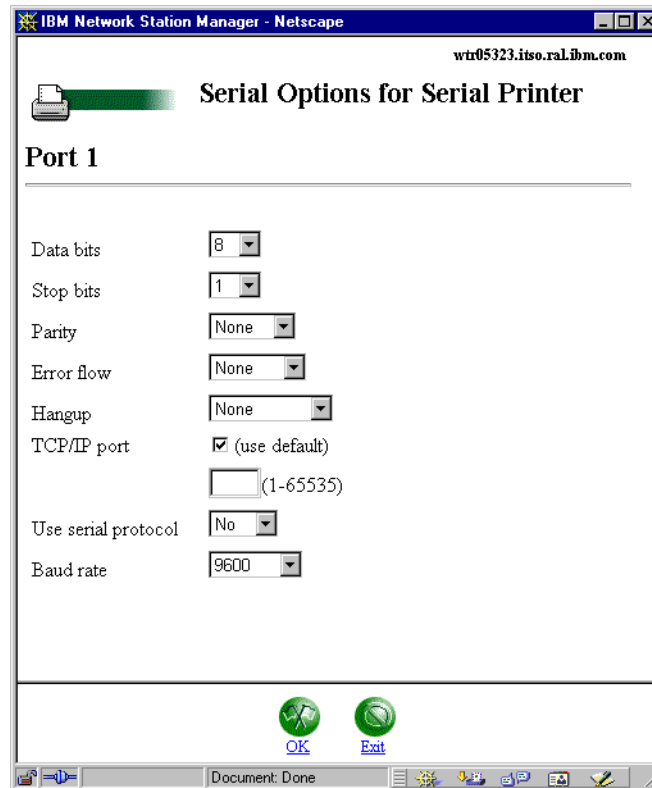 IBM Network Station Manager - Netscape
wtr05323.itso.ral.ibm.com
Serial Options for Serial Printer
Port 1
Data bits 8
Stop bits 1
Parity None
Error flow None
Hangup None
TCP/IP port (use default)
(1-65535)
Use serial protocol No
Baud rate 9600
OK Exit
Document: Done